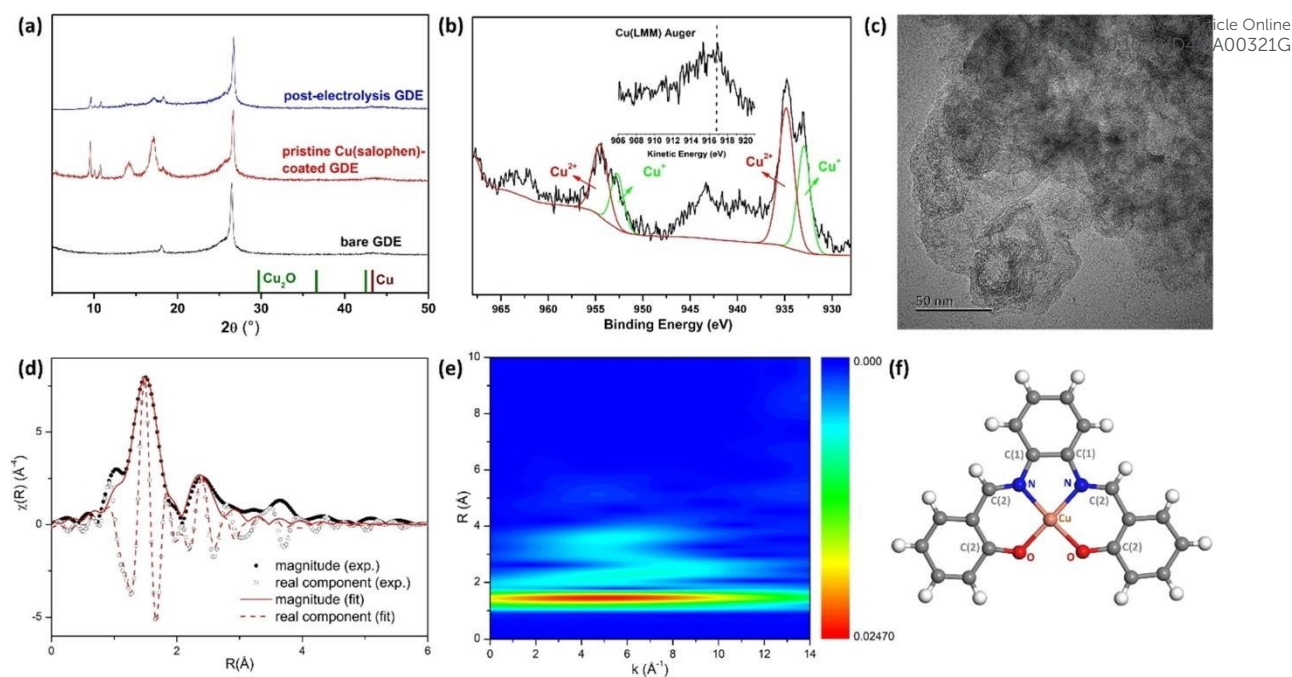 (a)
post-electrolysis GDE
pristine Cu(salophen)-
coated GDE
bare GDE
Cu₂O
Cu
10 20 30 40 50
2θ (°)
(b)
Cu(LMM) Auger
906 908 910 912 914 916 918 920
Kinetic Energy (eV)
Cu²⁺
Cu⁺
Cu²⁺
Cu⁺
965 960 955 950 945 940 935 930
Binding Energy (eV)
(c)
icle Online
A00321G
50 nm
(d)
5
0
-5
χ(R) (Å⁻⁴)
magnitude (exp.)
real component (exp.)
magnitude (fit)
real component (fit)
0 2 4 6
R(Å)
(e)
10
8
6
4
2
0
R (Å)
0 2 4 6 8 10 12 14
k (Å⁻¹)
0.000
0.02470
(f)
C(1) C(1)
N N
C(2) C(2)
Cu
C(2) C(2)
O O